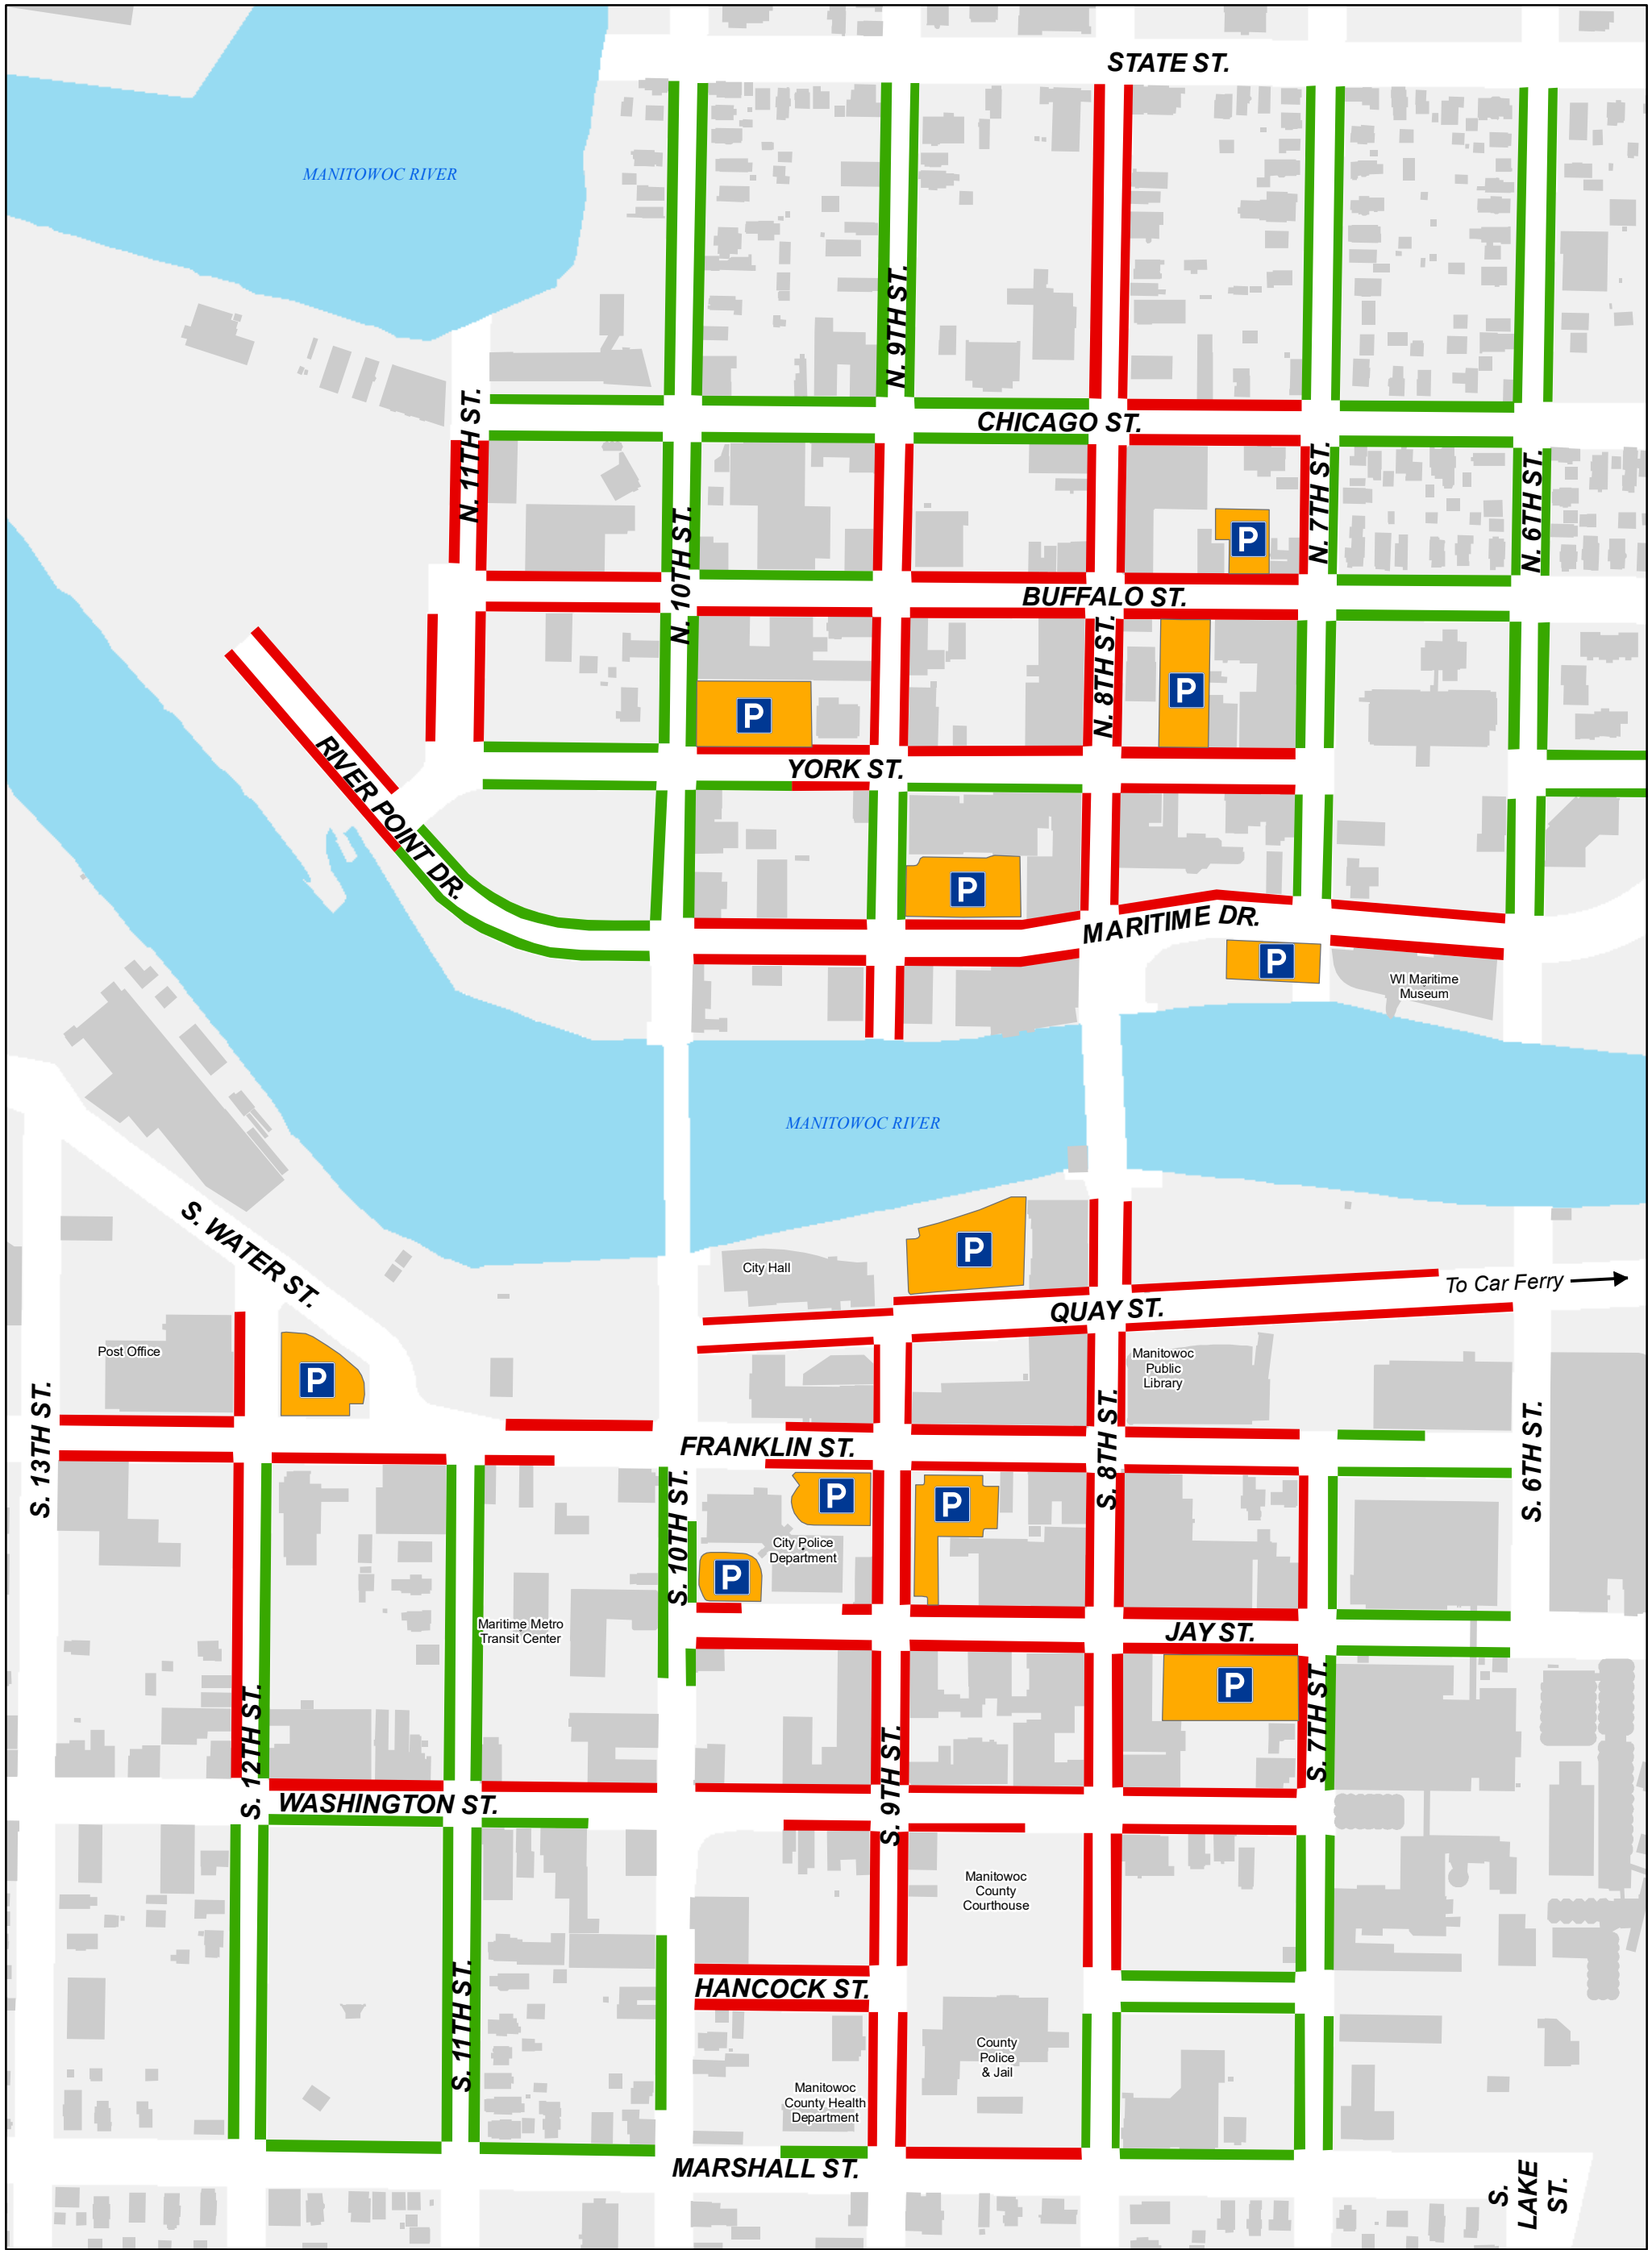 STATE ST.
MANITOWOC RIVER
N. 9TH ST.
CHICAGO ST.
N. 11TH ST.
N. 7TH ST.
N. 6TH ST.
N. 10TH ST.
P
BUFFALO ST.
N. 8TH ST.
P
P
YORK ST.
RIVER POINT DR.
P
MARITIME DR.
P
WI Maritime
Museum
MANITOWOC RIVER
S. WATER ST.
City Hall
P
To Car Ferry
QUAY ST.
Post Office
P
Manitowoc
Public
Library
S. 13TH ST.
S. 8TH ST.
S. 6TH ST.
FRANKLIN ST.
S. 10TH ST.
P
P
City Police
Department
P
Maritime Metro
Transit Center
JAY ST.
P
S. 12TH ST.
S. 9TH ST.
S. 7TH ST.
WASHINGTON ST.
Manitowoc
County
Courthouse
S. 11TH ST.
HANCOCK ST.
County
Police
& Jail
Manitowoc
County Health
Department
MARSHALL ST.
S.
LAKE
ST.